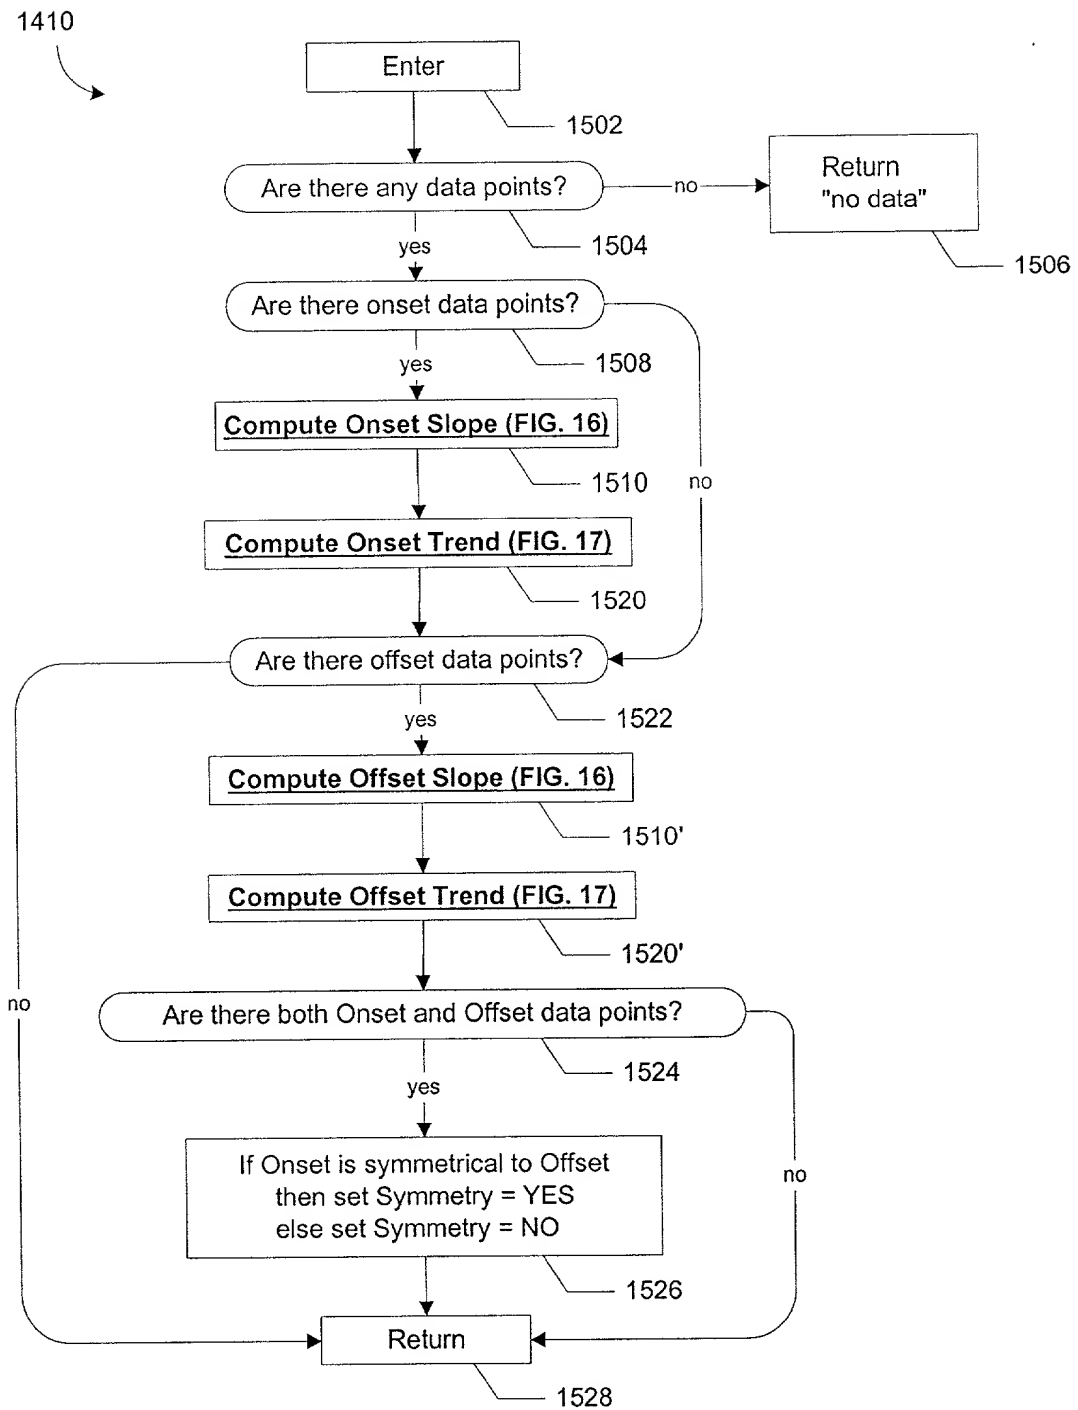 1410
Enter
1502
Are there any data points?
no
Return
"no data"
1504
1506
yes
Are there onset data points?
1508
yes
Compute Onset Slope (FIG. 16)
1510
no
Compute Onset Trend (FIG. 17)
1520
Are there offset data points?
1522
yes
Compute Offset Slope (FIG. 16)
1510'
Compute Offset Trend (FIG. 17)
1520'
no
Are there both Onset and Offset data points?
1524
yes
If Onset is symmetrical to Offset
then set Symmetry = YES
else set Symmetry = NO
no
1526
Return
1528